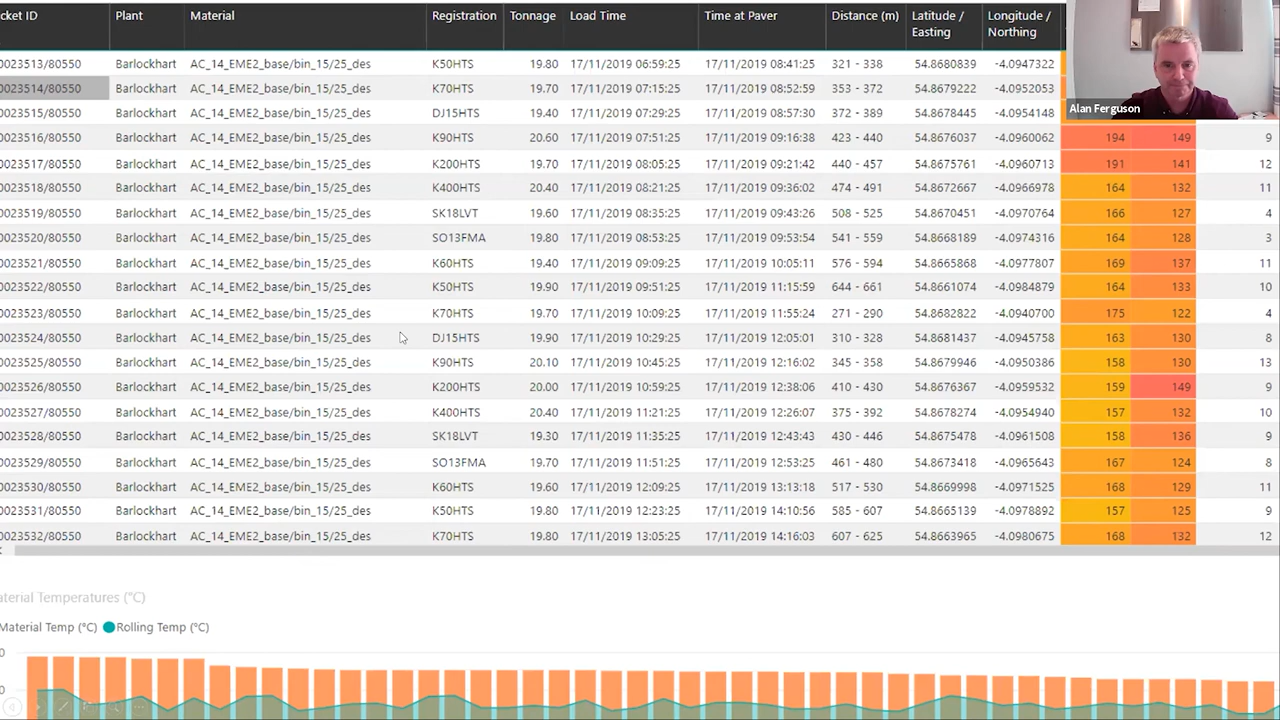 cket ID Plant Material Registration Tonnage Load Time Time at Paver Distance (m) Latitude / Easting Longitude / Northing
Alan Ferguson
0023513/80550 Barlockhart AC_14_EME2_base/bin_15/25_des K50HTS 19.80 17/11/2019 06:59:25 17/11/2019 08:41:25 321 - 338 54.8680839 -4.0947322
0023514/80550 Barlockhart AC_14_EME2_base/bin_15/25_des K70HTS 19.70 17/11/2019 07:15:25 17/11/2019 08:52:59 353 - 372 54.8679222 -4.0952053
0023515/80550 Barlockhart AC_14_EME2_base/bin_15/25_des DJ15HTS 19.40 17/11/2019 07:29:25 17/11/2019 08:57:30 372 - 389 54.8678445 -4.0954148
0023516/80550 Barlockhart AC_14_EME2_base/bin_15/25_des K90HTS 20.60 17/11/2019 07:51:25 17/11/2019 09:16:38 423 - 440 54.8676037 -4.0960062 194 149 9
0023517/80550 Barlockhart AC_14_EME2_base/bin_15/25_des K200HTS 19.70 17/11/2019 08:05:25 17/11/2019 09:21:42 440 - 457 54.8675761 -4.0960713 191 141 12
0023518/80550 Barlockhart AC_14_EME2_base/bin_15/25_des K400HTS 20.40 17/11/2019 08:21:25 17/11/2019 09:36:02 474 - 491 54.8672667 -4.0966978 164 132 11
0023519/80550 Barlockhart AC_14_EME2_base/bin_15/25_des SK18LVT 19.60 17/11/2019 08:35:25 17/11/2019 09:43:26 508 - 525 54.8670451 -4.0970764 166 127 4
0023520/80550 Barlockhart AC_14_EME2_base/bin_15/25_des SO13FMA 19.80 17/11/2019 08:53:25 17/11/2019 09:53:54 541 - 559 54.8668189 -4.0974316 164 128 3
0023521/80550 Barlockhart AC_14_EME2_base/bin_15/25_des K60HTS 19.40 17/11/2019 09:09:25 17/11/2019 10:05:11 576 - 594 54.8665868 -4.0977807 169 137 11
0023522/80550 Barlockhart AC_14_EME2_base/bin_15/25_des K50HTS 19.90 17/11/2019 09:51:25 17/11/2019 11:15:59 644 - 661 54.8661074 -4.0984879 164 133 10
0023523/80550 Barlockhart AC_14_EME2_base/bin_15/25_des K70HTS 19.70 17/11/2019 10:09:25 17/11/2019 11:55:24 271 - 290 54.8682822 -4.0940700 175 122 4
0023524/80550 Barlockhart AC_14_EME2_base/bin_15/25_des DJ15HTS 19.90 17/11/2019 10:29:25 17/11/2019 12:05:01 310 - 328 54.8681437 -4.0945758 163 130 8
0023525/80550 Barlockhart AC_14_EME2_base/bin_15/25_des K90HTS 20.10 17/11/2019 10:45:25 17/11/2019 12:16:02 345 - 358 54.8679946 -4.0950386 158 130 13
0023526/80550 Barlockhart AC_14_EME2_base/bin_15/25_des K200HTS 20.00 17/11/2019 10:59:25 17/11/2019 12:38:06 410 - 430 54.8676367 -4.0959532 159 149 9
0023527/80550 Barlockhart AC_14_EME2_base/bin_15/25_des K400HTS 20.40 17/11/2019 11:21:25 17/11/2019 12:26:07 375 - 392 54.8678274 -4.0954940 157 132 10
0023528/80550 Barlockhart AC_14_EME2_base/bin_15/25_des SK18LVT 19.30 17/11/2019 11:35:25 17/11/2019 12:43:43 430 - 446 54.8675478 -4.0961508 158 136 9
0023529/80550 Barlockhart AC_14_EME2_base/bin_15/25_des SO13FMA 19.70 17/11/2019 11:51:25 17/11/2019 12:53:25 461 - 480 54.8673418 -4.0965643 167 124 8
0023530/80550 Barlockhart AC_14_EME2_base/bin_15/25_des K60HTS 19.60 17/11/2019 12:09:25 17/11/2019 13:13:18 517 - 530 54.8669998 -4.0971525 168 129 11
0023531/80550 Barlockhart AC_14_EME2_base/bin_15/25_des K50HTS 19.80 17/11/2019 12:23:25 17/11/2019 14:10:56 585 - 607 54.8665139 -4.0978892 157 125 9
0023532/80550 Barlockhart AC_14_EME2_base/bin_15/25_des K70HTS 19.80 17/11/2019 13:05:25 17/11/2019 14:16:03 607 - 625 54.8663965 -4.0980675 168 132 12
aterial Temperatures (°C)
Material Temp (°C) Rolling Temp (°C)
0
0